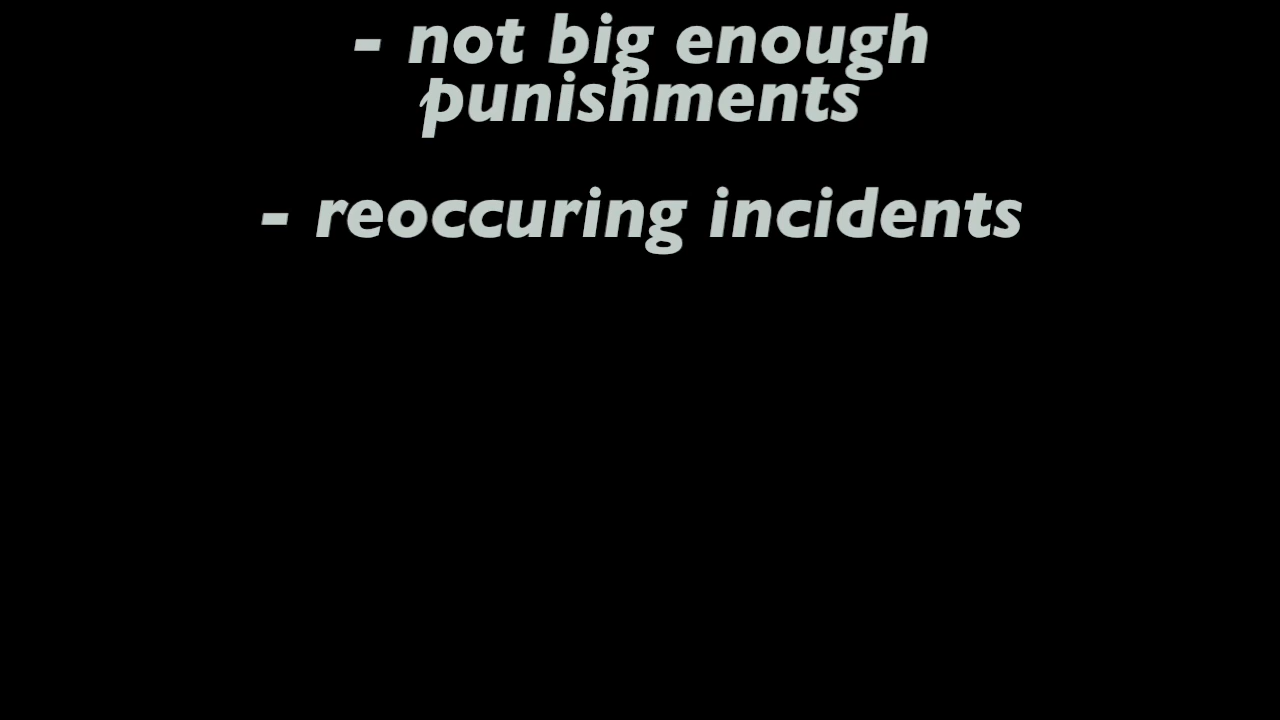 - not big enough
punishments
- reoccuring incidents